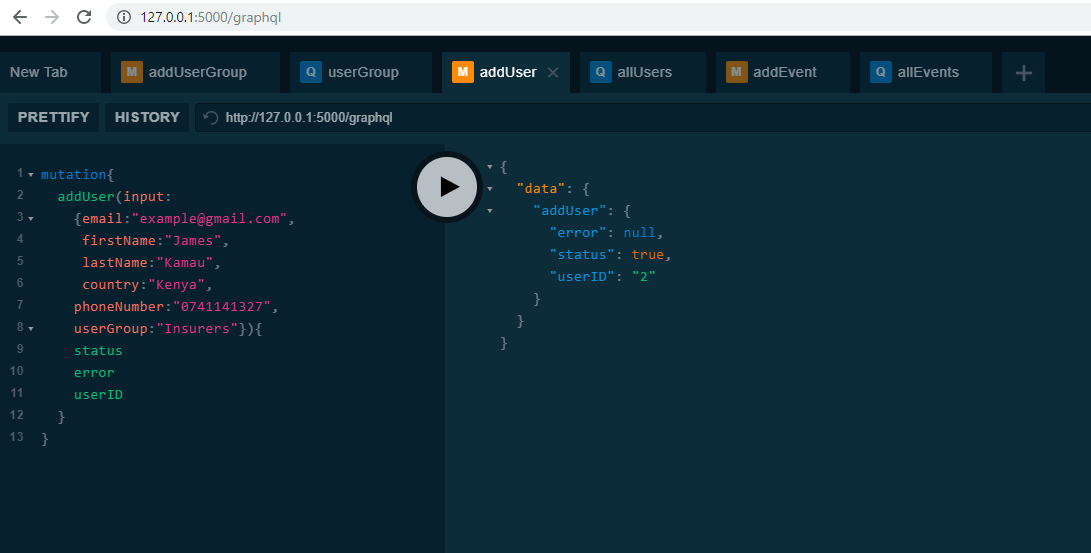 127.0.0.1:5000/graphql
New Tab M addUserGroup Q userGroup M addUser Q allUsers M addEvent Q allEvents
PRETTIFY HISTORY http://127.0.0.1:5000/graphql
1 mutation{
2 addUser(input:
3 {email:"example@gmail.com",
4 firstName:"James",
5 lastName:"Kamau",
6 country:"Kenya",
7 phoneNumber:"0741141327",
8 userGroup:"Insurers"}){
9 status
10 error
11 userID
12 }
13 }
{
"data": {
"addUser": {
"error": null,
"status": true,
"userID": "2"
}
}
}